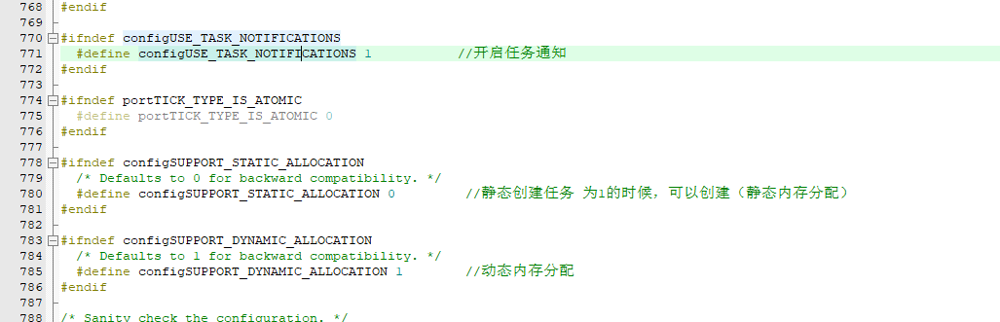 768 #endif
769
770 #ifndef configUSE_TASK_NOTIFICATIONS
771 #define configUSE_TASK_NOTIFICATIONS 1 //开启任务通知
772 #endif
773
774 #ifndef portTICK_TYPE_IS_ATOMIC
775 #define portTICK_TYPE_IS_ATOMIC 0
776 #endif
777
778 #ifndef configSUPPORT_STATIC_ALLOCATION
779 /* Defaults to 0 for backward compatibility. */
780 #define configSUPPORT_STATIC_ALLOCATION 0 //静态创建任务 为1的时候，可以创建（静态内存分配）
781 #endif
782
783 #ifndef configSUPPORT_DYNAMIC_ALLOCATION
784 /* Defaults to 1 for backward compatibility. */
785 #define configSUPPORT_DYNAMIC_ALLOCATION 1 //动态内存分配
786 #endif
787
788 /* Sanity check the configuration. */